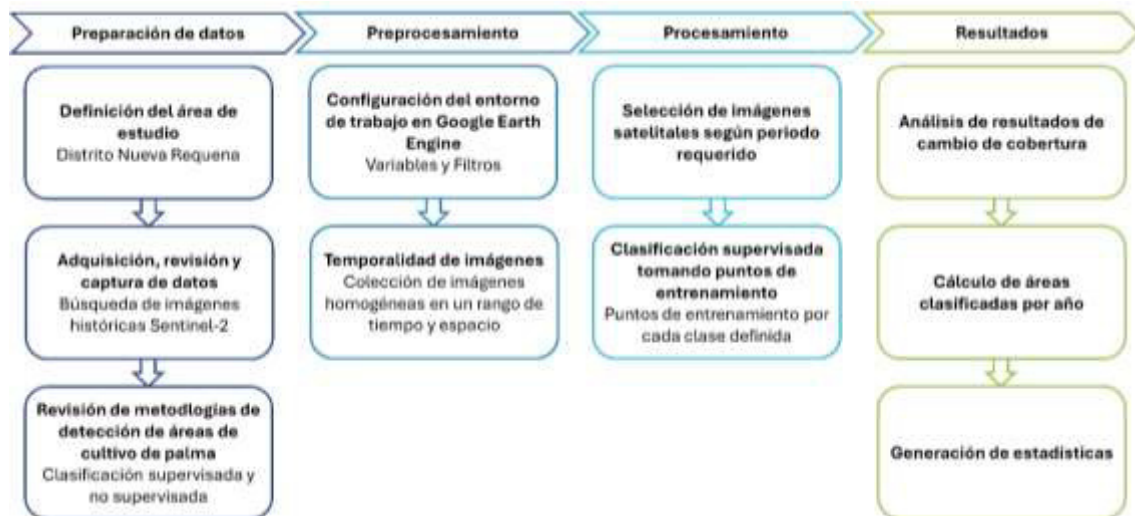 Preparación de datos
Preprocesamiento
Procesamiento
Resultados
Definición del área de
estudio
Distrito Nueva Requena
Adquisición, revisión y
captura de datos
Búsqueda de imágenes
históricas Sentinel-2
Revisión de metodlogías de
detección de áreas de
cultivo de palma
Clasificación supervisada y
no supervisada
Configuración del entorno
de trabajo en Google Earth
Engine
Variables y Filtros
Temporalidad de imágenes
Colección de imágenes
homogéneas en un rango de
tiempo y espacio
Selección de imágenes
satelitales según periodo
requerido
Clasificación supervisada
tomando puntos de
entrenamiento
Puntos de entrenamiento por
cada clase definida
Análisis de resultados de
cambio de cobertura
Cálculo de áreas
clasificadas por año
Generación de estadísticas